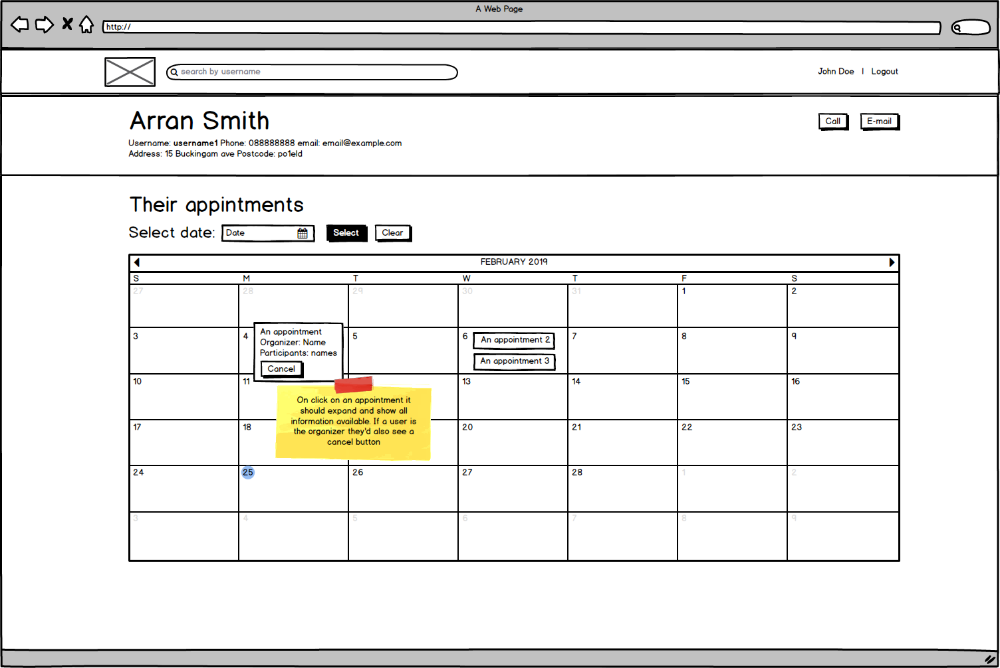 A Web Page
http://
search by username
John Doe | Logout
Arran Smith
Call
E-mail
Username: username1 Phone: 088888888 email: email@example.com
Address: 15 Buckingam ave Postcode: po1eld
Their appintments
Select date:
Date
Select
Clear
FEBRUARY 2019
S M T W T F S
27 28 29 30 31 1 2
3 4 5 6 7 8 9
An appointment
Organizer: Name
Participants: names
Cancel
An appointment 2
An appointment 3
10 11 13 14 15 16
On click on an appointment it
should expand and show all
information available. If a user is
the organizer they'd also see a
cancel button
17 18 20 21 22 23
24 25 26 27 28 1 2
3 4 5 6 7 8 9